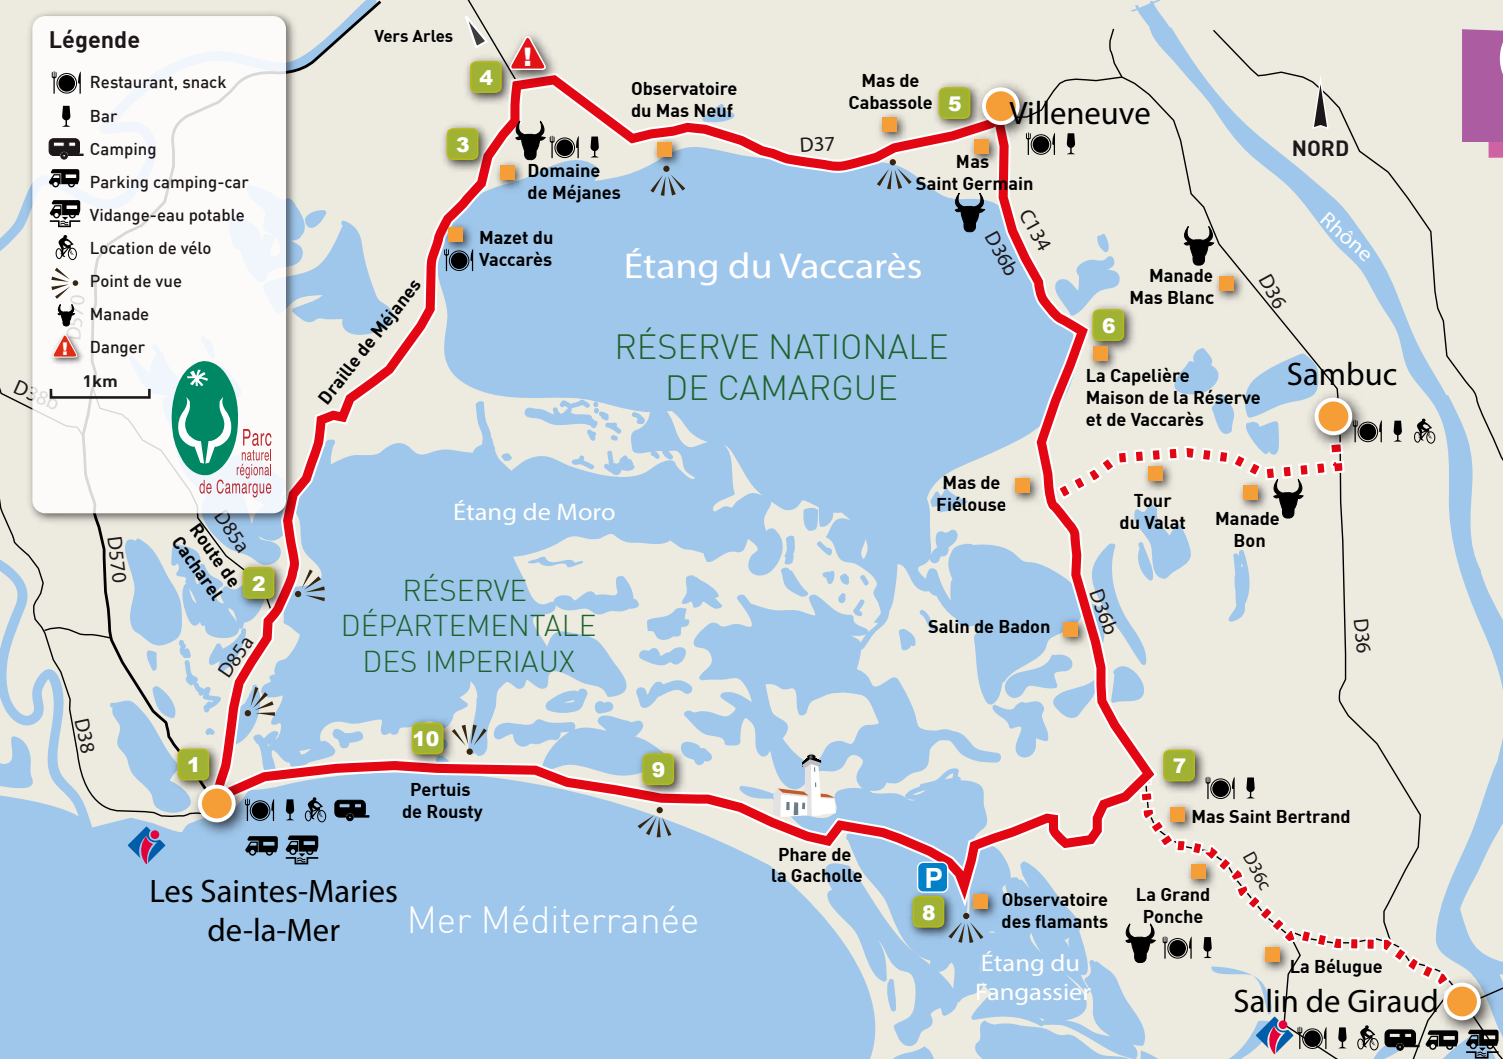 Légende
Restaurant, snack
Bar
Camping
Parking camping-car
Vidange-eau potable
Location de vélo
Point de vue
Manade
Danger
1km
Parc
naturel
régional
de Camargue
D570
D38b
Vers Arles
4
3
Observatoire
du Mas Neuf
Mas de
Cabassole
5
Villeneuve
D37
Mas
Saint Germain
NORD
Rhône
Domaine
de Méjanes
Mazet du
Vaccarès
Étang du Vaccarès
C134
D36b
Manade
Mas Blanc
D36
Draille de Méjanes
RÉSERVE NATIONALE
DE CAMARGUE
6
La Capelière
Maison de la Réserve
et de Vaccarès
Sambuc
Mas de
Fiélouse
Tour
du Valat
Manade
Bon
Étang de Moro
D85a
Route de
Cacharel
D570
2
RÉSERVE
DÉPARTEMENTALE
DES IMPERIAUX
Salin de Badon
D36b
D36
D85a
D38
1
10
Pertuis
de Rousty
9
7
Mas Saint Bertrand
Phare de
la Gacholle
P
8
Observatoire
des flamants
La Grand
Ponche
D36c
Les Saintes-Maries
de-la-Mer
Mer Méditerranée
Étang du
Fangassier
La Bélugue
Salin de Giraud